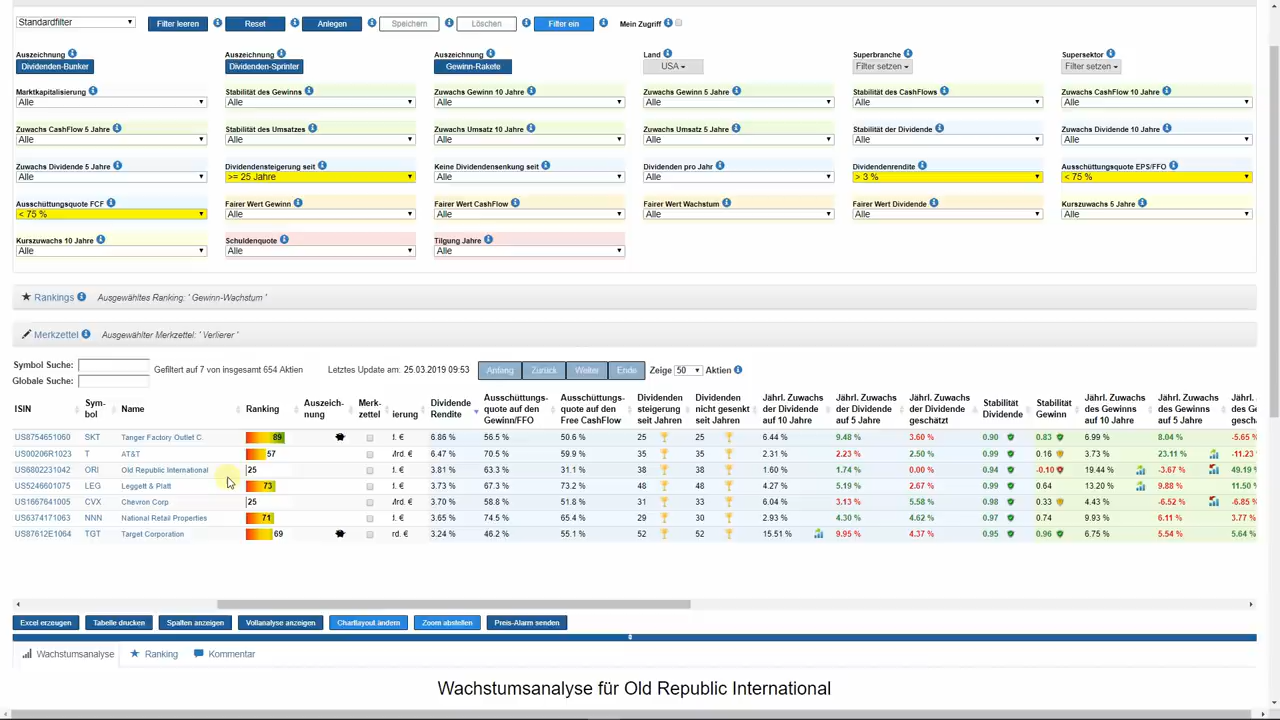 Standardfilter Filter leeren Reset Anlegen Speichern Löschen Filter ein Mein Zugriff
Auszeichnung Auszeichnung Auszeichnung Land Superbranche Supersektor
Dividenden-Bunker Dividenden-Sprinter Gewinn-Rakete USA Filter setzen Filter setzen
Marktkapitalisierung Stabilität des Gewinns Zuwachs Gewinn 10 Jahre Zuwachs Gewinn 5 Jahre Stabilität des CashFlows Zuwachs CashFlow 10 Jahre
Alle Alle Alle Alle Alle Alle
Zuwachs CashFlow 5 Jahre Stabilität des Umsatzes Zuwachs Umsatz 10 Jahre Zuwachs Umsatz 5 Jahre Stabilität der Dividende Zuwachs Dividende 10 Jahre
Alle Alle Alle Alle Alle Alle
Zuwachs Dividende 5 Jahre Dividendensteigerung seit Keine Dividendensenkung seit Dividenden pro Jahr Dividendenrendite Ausschüttungsquote EPS/FFO
Alle >= 25 Jahre Alle Alle > 3 % < 75 %
Ausschüttungsquote FCF Fairer Wert Gewinn Fairer Wert CashFlow Fairer Wert Wachstum Fairer Wert Dividende Kurszuwachs 5 Jahre
< 75 % Alle Alle Alle Alle Alle
Kurszuwachs 10 Jahre Schuldenquote Tilgung Jahre
Alle Alle Alle
Rankings Ausgewähltes Ranking: ' Gewinn-Wachstum '
Merkzettel Ausgewählter Merkzettel: ' Verlierer '
Symbol Suche: Gefiltert auf 7 von insgesamt 654 Aktien Letztes Update am: 25.03.2019 09:53 Anfang Zurück Weiter Ende Zeige 50 Aktien
Globale Suche:
ISIN Sym-bol Name Ranking Auszeich-nung Merk-zettel ierung Dividende Rendite Ausschüttungs-quote auf den Gewinn/FFO Ausschüttungs-quote auf den Free CashFlow Dividenden steigerung seit Jahren Dividenden nicht gesenkt seit Jahren Jährl. Zuwachs der Dividende auf 10 Jahre Jährl. Zuwachs der Dividende auf 5 Jahre Jährl. Zuwachs der Dividende geschätzt Stabilität Dividende Stabilität Gewinn Jährl. Zuwachs des Gewinns auf 10 Jahre Jährl. Zuwachs des Gewinns auf 5 Jahre Jährl. des Ge geschät
US8754651060 SKT Tanger Factory Outlet C. 89 . € 6.86 % 56.5 % 50.6 % 25 25 6.44 % 9.48 % 3.60 % 0.90 0.83 6.99 % 8.04 % -5.65
US00206R1023 T AT&T 57 Mrd. € 6.47 % 70.5 % 59.9 % 35 35 2.31 % 2.23 % 2.50 % 0.99 0.16 3.73 % 23.11 % -11.23
US6802231042 ORI Old Republic International 25 . € 3.81 % 63.3 % 31.1 % 38 38 1.60 % 1.74 % 0.00 % 0.94 -0.10 19.44 % -3.67 % 49.19
US5246601075 LEG Leggett & Platt 73 . € 3.73 % 67.3 % 73.2 % 48 48 4.08 % 5.19 % 2.67 % 0.99 0.64 13.20 % 9.88 % 11.50
US1667641005 CVX Chevron Corp 25 rd. € 3.70 % 58.8 % 51.8 % 31 33 6.04 % 3.13 % 5.58 % 0.98 0.33 4.43 % -6.52 % -6.85
US6374171063 NNN National Retail Properties 71 . € 3.65 % 74.5 % 65.4 % 29 30 2.93 % 4.30 % 4.62 % 0.97 0.74 9.93 % 6.11 % 3.77
US87612E1064 TGT Target Corporation 69 rd. € 3.24 % 46.2 % 55.1 % 52 52 15.51 % 9.95 % 4.37 % 0.95 0.96 6.75 % 5.54 % 5.64
Excel erzeugen Tabelle drucken Spalten anzeigen Vollanalyse anzeigen Chartlayout ändern Zoom abstellen Preis-Alarm senden
Wachstumsanalyse Ranking Kommentar
Wachstumsanalyse für Old Republic International